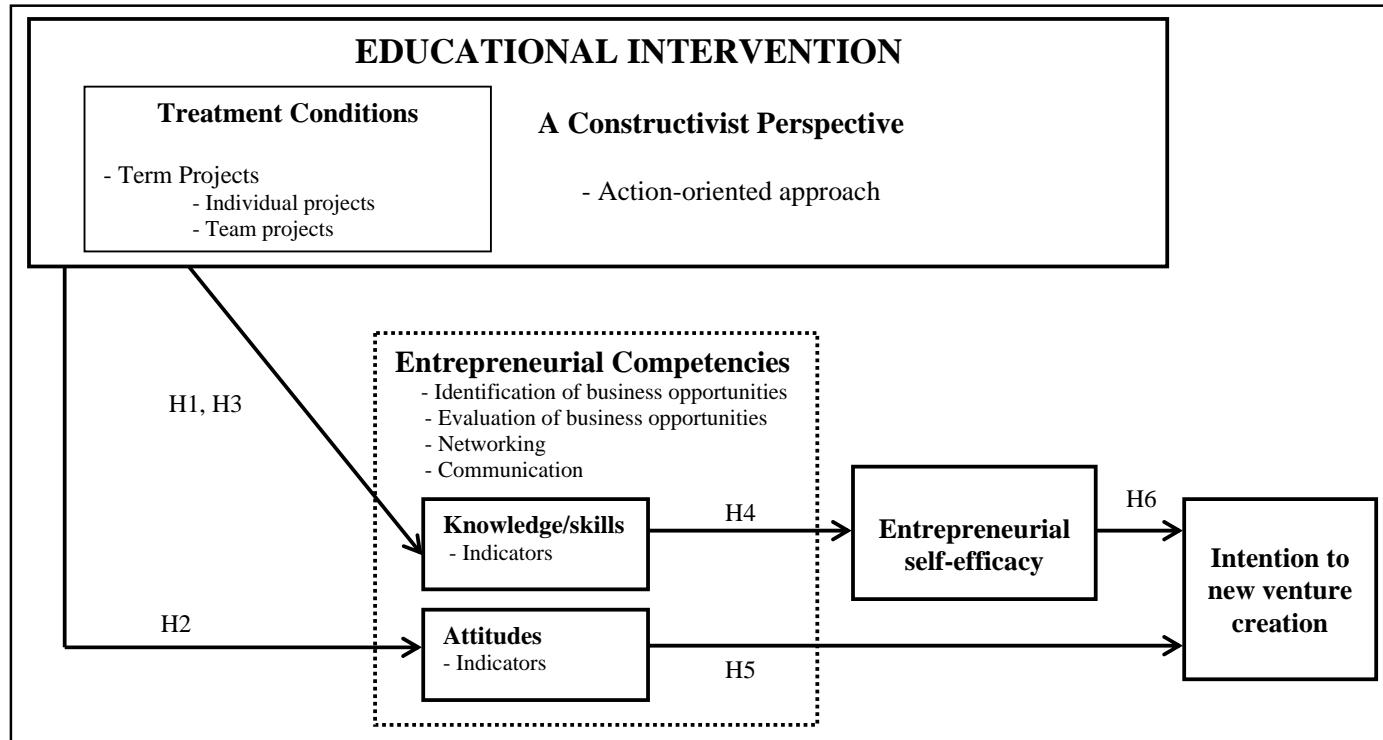 EDUCATIONAL INTERVENTION
Treatment Conditions
- Term Projects
- Individual projects
- Team projects
A Constructivist Perspective
- Action-oriented approach
H1, H3
H2
Entrepreneurial Competencies
- Identification of business opportunities
- Evaluation of business opportunities
- Networking
- Communication
Knowledge/skills
- Indicators
Attitudes
- Indicators
H4
H5
Entrepreneurial
self-efficacy
H6
Intention to
new venture
creation